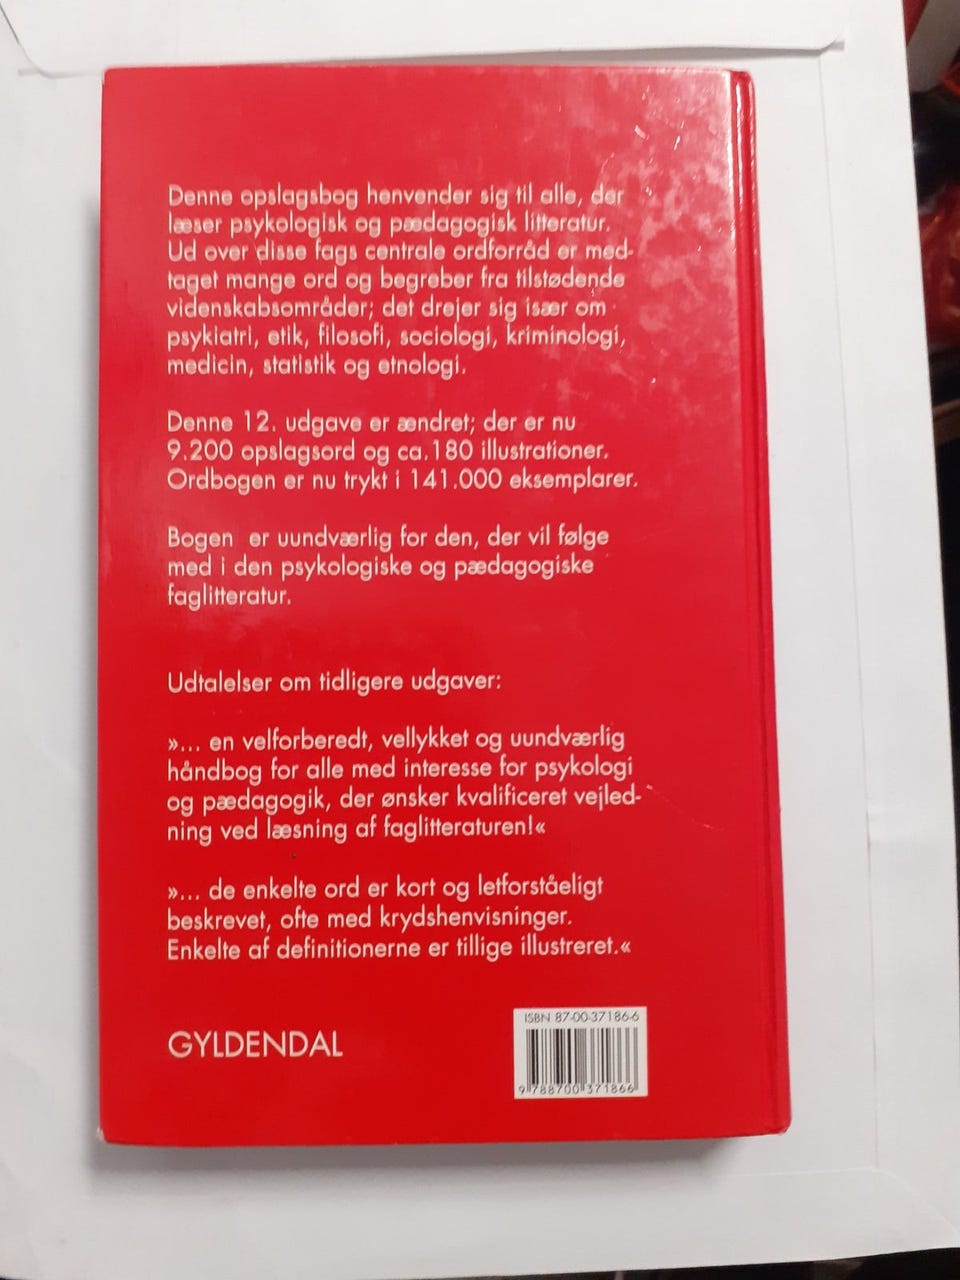 Denne opslagsbog henvender sig til alle, der
læser psykologisk og pædagogisk litteratur.
Ud over disse fags centrale ordforråd er med-
taget mange ord og begreber fra tilstødende
videnskabsområder; det drejer sig især om
psykiatri, etik, filosofi, sociologi, kriminologi,
medicin, statistik og etnologi.
Denne 12. udgave er ændret; der er nu
9.200 opslagsord og ca.180 illustrationer.
Ordbogen er nu trykt i 141.000 eksemplarer.
Bogen er uundværlig for den, der vil følge
med i den psykologiske og pædagogiske
faglitteratur.
Udtalelser om tidligere udgaver:
»... en velforberedt, vellykket og uundværlig
håndbog for alle med interesse for psykologi
og pædagogik, der ønsker kvalificeret vejled-
ning ved læsning af faglitteraturen!«
»... de enkelte ord er kort og letforståeligt
beskrevet, ofte med krydshenvisninger.
Enkelte af definitionerne er tillige illustreret.«
GYLDENDAL
ISBN 87-00-37186-6
9 788700 371866